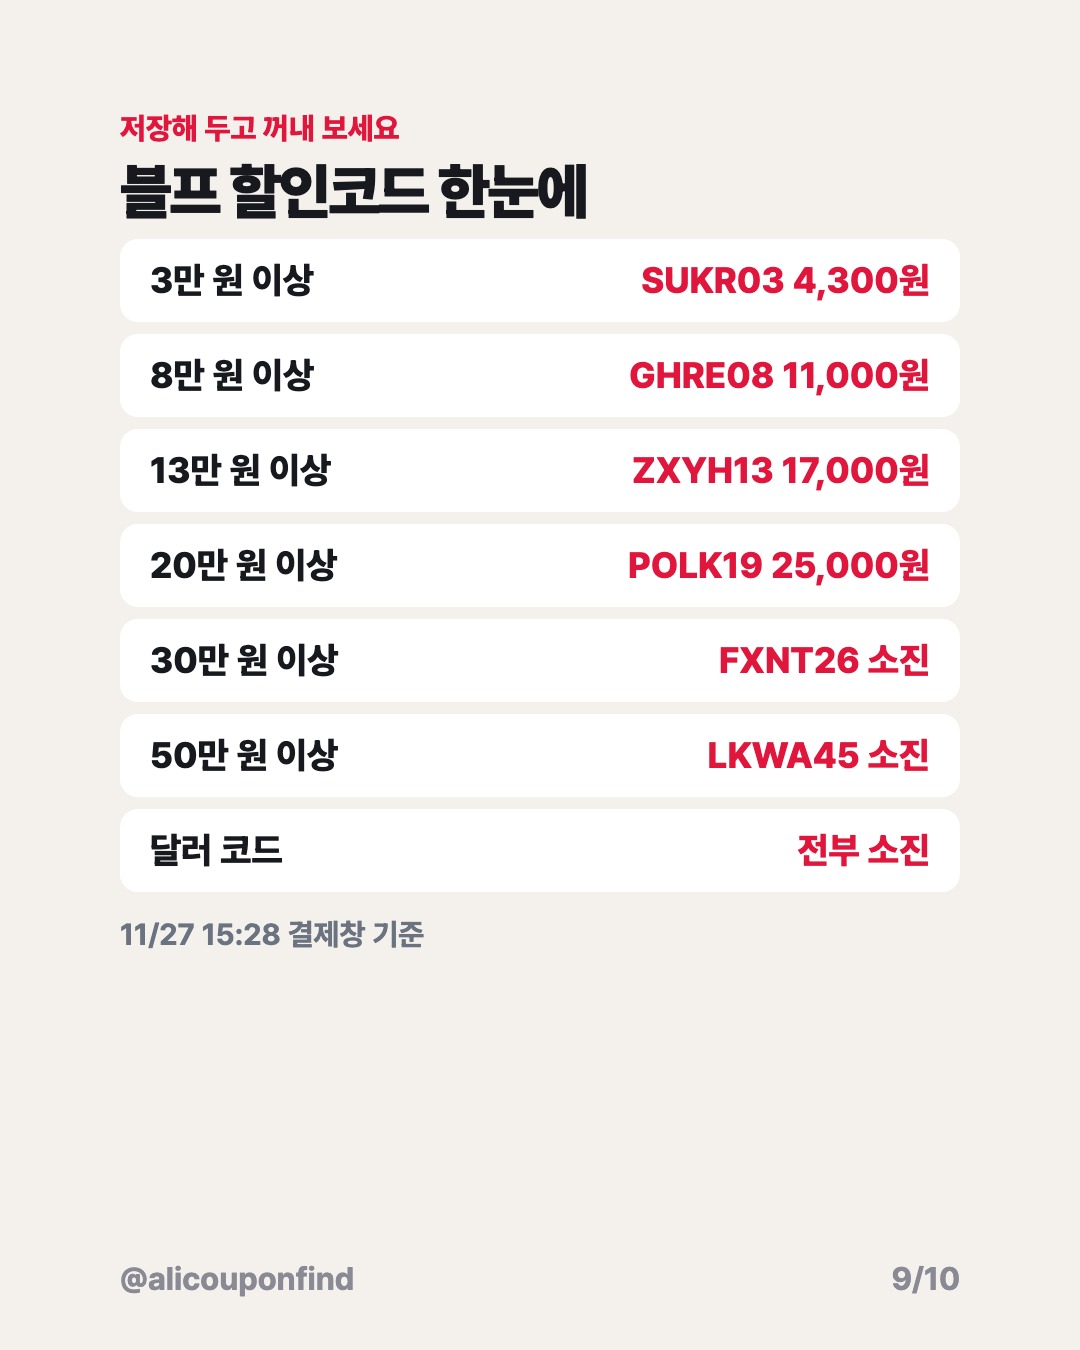 저장해 두고 꺼내 보세요
블프 할인코드 한눈에
3만 원 이상 SUKR03 4,300원
8만 원 이상 GHRE08 11,000원
13만 원 이상 ZXYH13 17,000원
20만 원 이상 POLK19 25,000원
30만 원 이상 FXNT26 소진
50만 원 이상 LKWA45 소진
달러 코드 전부 소진
11/27 15:28 결제창 기준
@alicouponfind 9/10